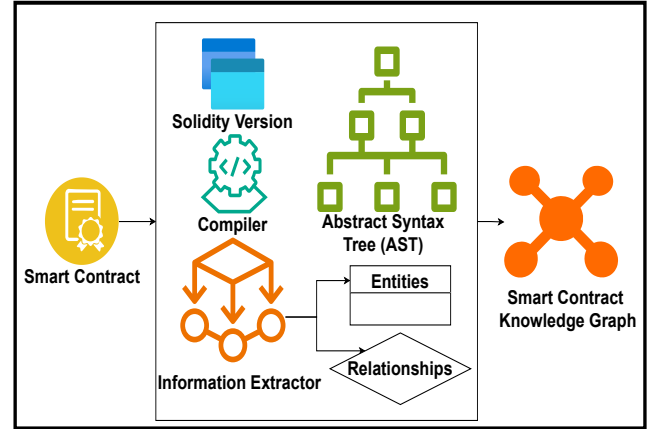 Solidity Version
Compiler
Abstract Syntax
Tree (AST)
Smart Contract
Entities
Relationships
Information Extractor
Smart Contract
Knowledge Graph